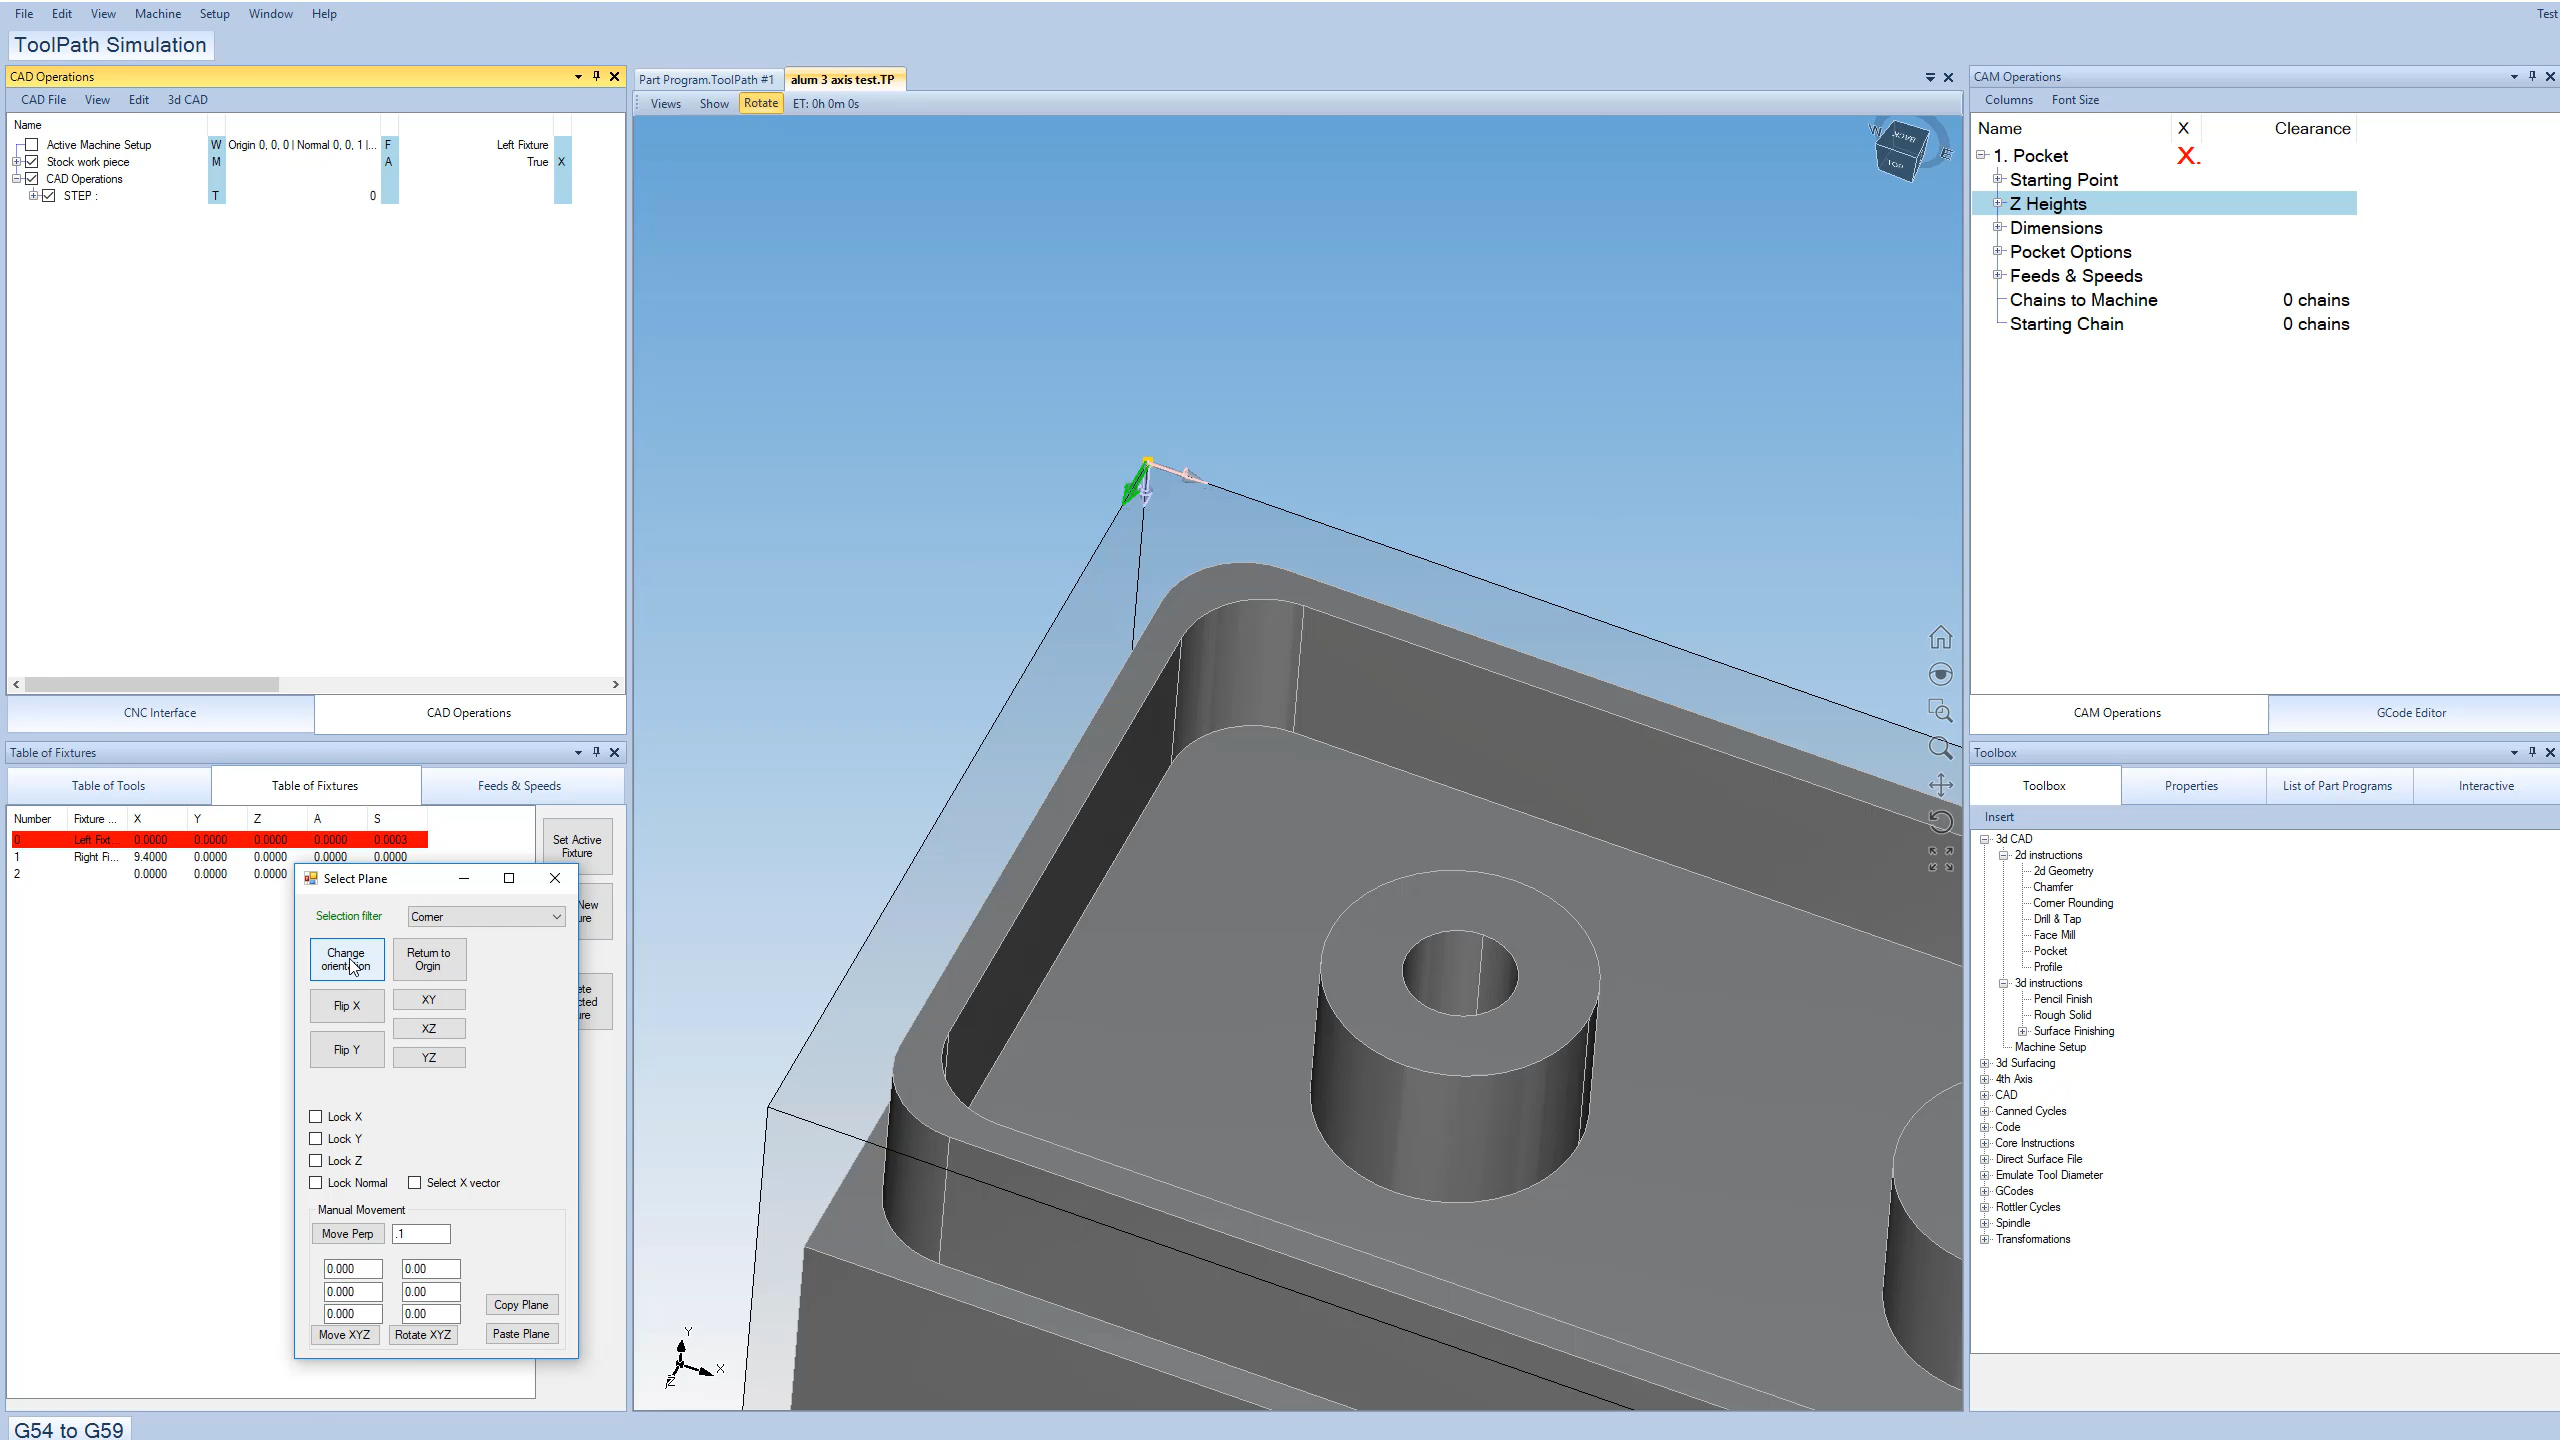 File Edit View Machine Setup Window Help Test
ToolPath Simulation
CAD Operations
CAD File View Edit 3d CAD
Name
Active Machine Setup W Origin 0, 0, 0 | Normal 0, 0, 1 |... F Left Fixture
Stock work piece M A True X
CAD Operations
STEP : T 0
CNC Interface CAD Operations
Table of Fixtures
Table of Tools Table of Fixtures Feeds & Speeds
Number Fixture ... X Y Z A S
0 Left Fixt... 0.0000 0.0000 0.0000 0.0000 0.0003
1 Right Fi... 9.4000 0.0000 0.0000 0.0000 0.0000
2 0.0000 0.0000 0.0000
Set Active
Fixture
New
ure
ete
cted
ure
Select Plane
Selection filter Corner
Change
orientation
Return to
Orgin
Flip X
XY
XZ
Flip Y
YZ
Lock X
Lock Y
Lock Z
Lock Normal Select X vector
Manual Movement
Move Perp .1
0.000 0.00
0.000 0.00
0.000 0.00
Copy Plane
Move XYZ Rotate XYZ Paste Plane
G54 to G59
Part Program.ToolPath #1 alum 3 axis test.TP
Views Show Rotate ET: 0h 0m 0s
W BACK E
TOP
Y
X
Z
CAM Operations
Columns Font Size
Name X Clearance
1. Pocket X.
Starting Point
Z Heights
Dimensions
Pocket Options
Feeds & Speeds
Chains to Machine 0 chains
Starting Chain 0 chains
CAM Operations GCode Editor
Toolbox
Toolbox Properties List of Part Programs Interactive
Insert
3d CAD
2d instructions
2d Geometry
Chamfer
Corner Rounding
Drill & Tap
Face Mill
Pocket
Profile
3d instructions
Pencil Finish
Rough Solid
Surface Finishing
Machine Setup
3d Surfacing
4th Axis
CAD
Canned Cycles
Code
Core Instructions
Direct Surface File
Emulate Tool Diameter
GCodes
Rottler Cycles
Spindle
Transformations